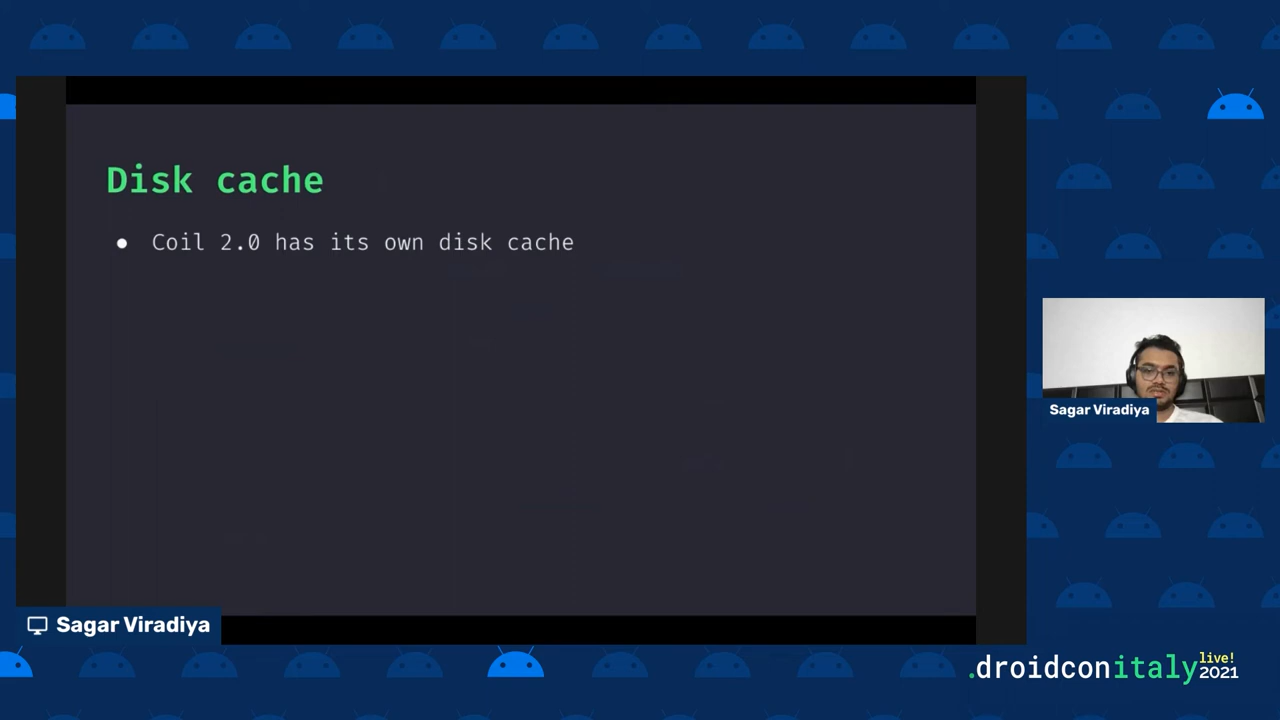 Disk cache
● Coil 2.0 has its own disk cache
Sagar Viradiya
Sagar Viradiya
.droidconitaly live! 2021